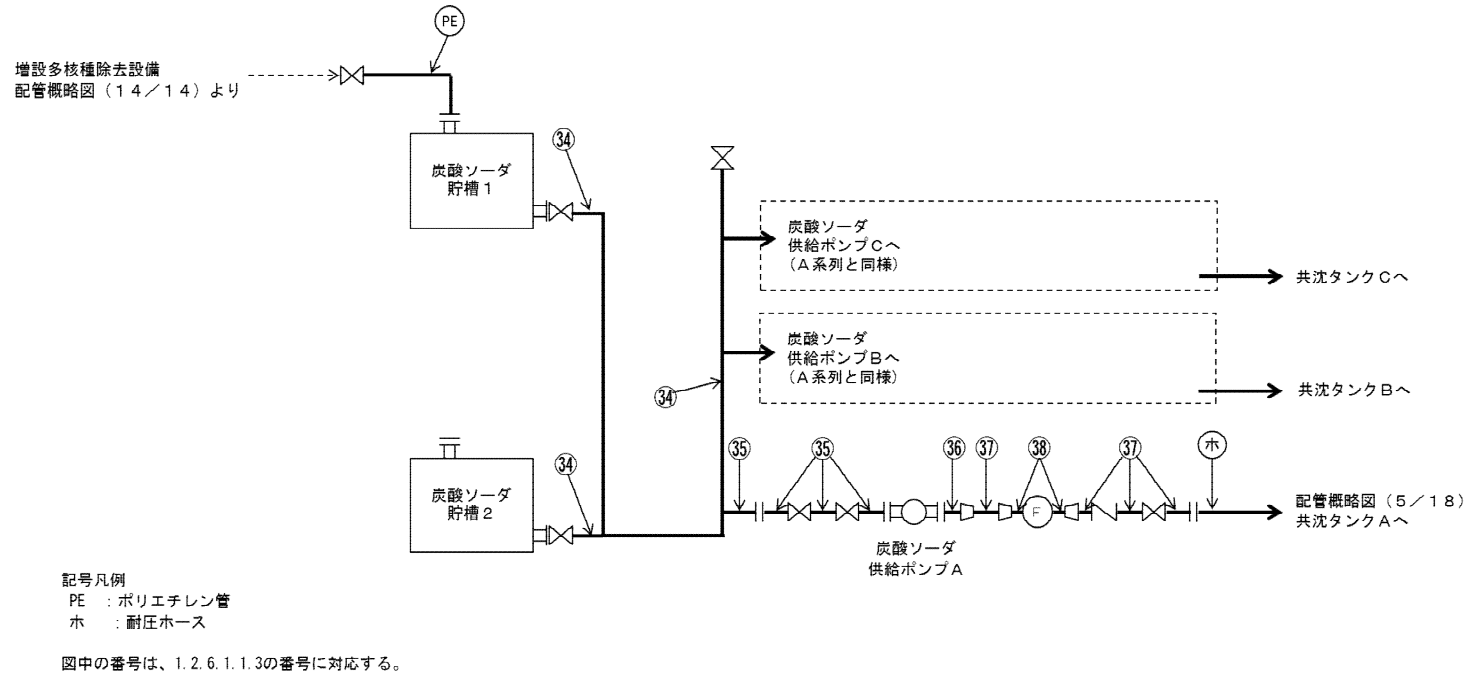 PE
増設多核種除去設備
配管概略図(14/14)より
炭酸ソーダ
貯槽1
㉞
㉞
炭酸ソーダ
供給ポンプCへ
(A系列と同様)
共沈タンクCへ
炭酸ソーダ
供給ポンプBへ
(A系列と同様)
共沈タンクBへ
㉞
炭酸ソーダ
貯槽2
㉞
㉟
㉟
㊱
㊲
㊳
㊲
ホ
F
配管概略図(5/18)
共沈タンクAへ
炭酸ソーダ
供給ポンプA
記号凡例
PE :ポリエチレン管
ホ :耐圧ホース
図中の番号は、1.2.6.1.1.3の番号に対応する。